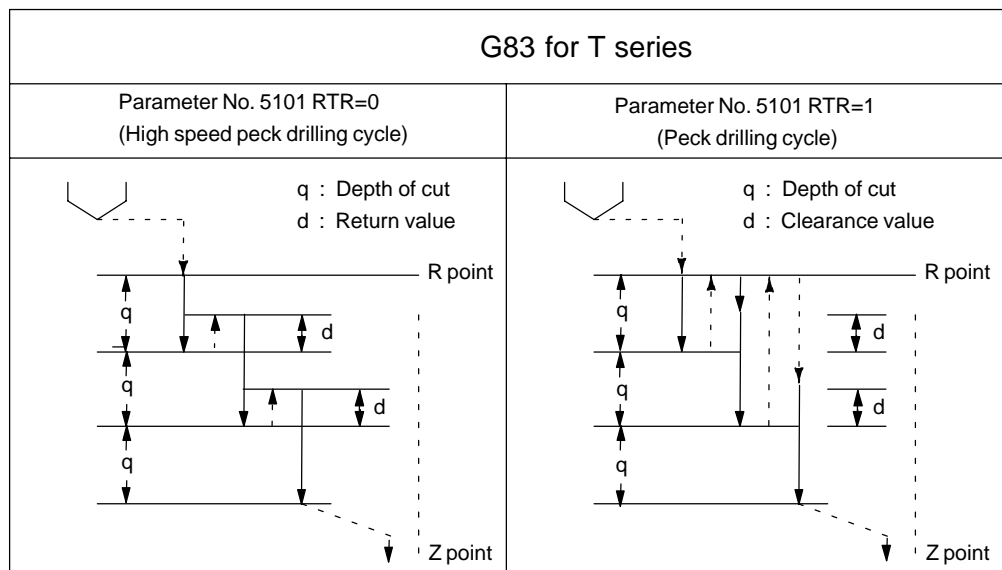 G83 for T series
Parameter No. 5101 RTR=0
(High speed peck drilling cycle)
Parameter No. 5101 RTR=1
(Peck drilling cycle)
q : Depth of cut
d : Return value
R point
q
d
q
d
q
Z point
q : Depth of cut
d : Clearance value
R point
q
d
q
d
q
Z point